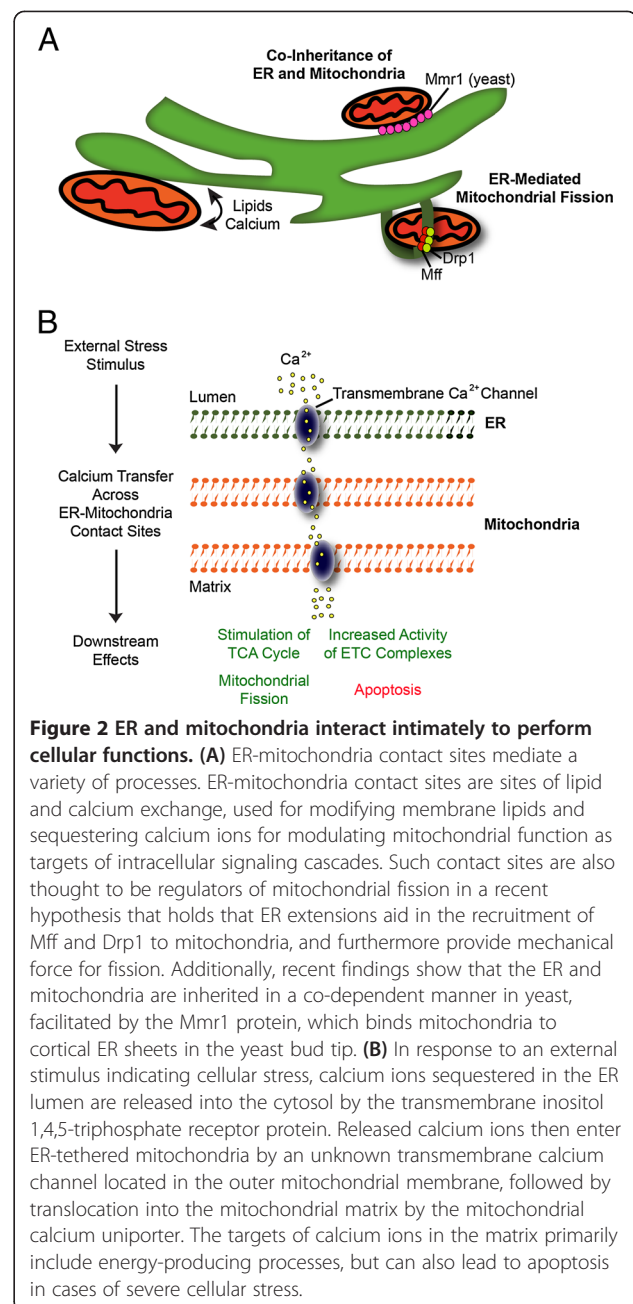 A
Co-Inheritance of
ER and Mitochondria
Mmr1 (yeast)
ER-Mediated
Mitochondrial Fission
Lipids
Calcium
Drp1
Mff
B
External Stress
Stimulus
Ca2+
Lumen
Transmembrane Ca2+ Channel
ER
Calcium Transfer
Across
ER-Mitochondria
Contact Sites
Mitochondria
Matrix
Downstream
Effects
Stimulation of
TCA Cycle
Increased Activity
of ETC Complexes
Mitochondrial
Fission
Apoptosis
Figure 2 ER and mitochondria interact intimately to perform
cellular functions. (A) ER-mitochondria contact sites mediate a
variety of processes. ER-mitochondria contact sites are sites of lipid
and calcium exchange, used for modifying membrane lipids and
sequestering calcium ions for modulating mitochondrial function as
targets of intracellular signaling cascades. Such contact sites are also
thought to be regulators of mitochondrial fission in a recent
hypothesis that holds that ER extensions aid in the recruitment of
Mff and Drp1 to mitochondria, and furthermore provide mechanical
force for fission. Additionally, recent findings show that the ER and
mitochondria are inherited in a co-dependent manner in yeast,
facilitated by the Mmr1 protein, which binds mitochondria to
cortical ER sheets in the yeast bud tip. (B) In response to an external
stimulus indicating cellular stress, calcium ions sequestered in the ER
lumen are released into the cytosol by the transmembrane inositol
1,4,5-triphosphate receptor protein. Released calcium ions then enter
ER-tethered mitochondria by an unknown transmembrane calcium
channel located in the outer mitochondrial membrane, followed by
translocation into the mitochondrial matrix by the mitochondrial
calcium uniporter. The targets of calcium ions in the matrix primarily
include energy-producing processes, but can also lead to apoptosis
in cases of severe cellular stress.